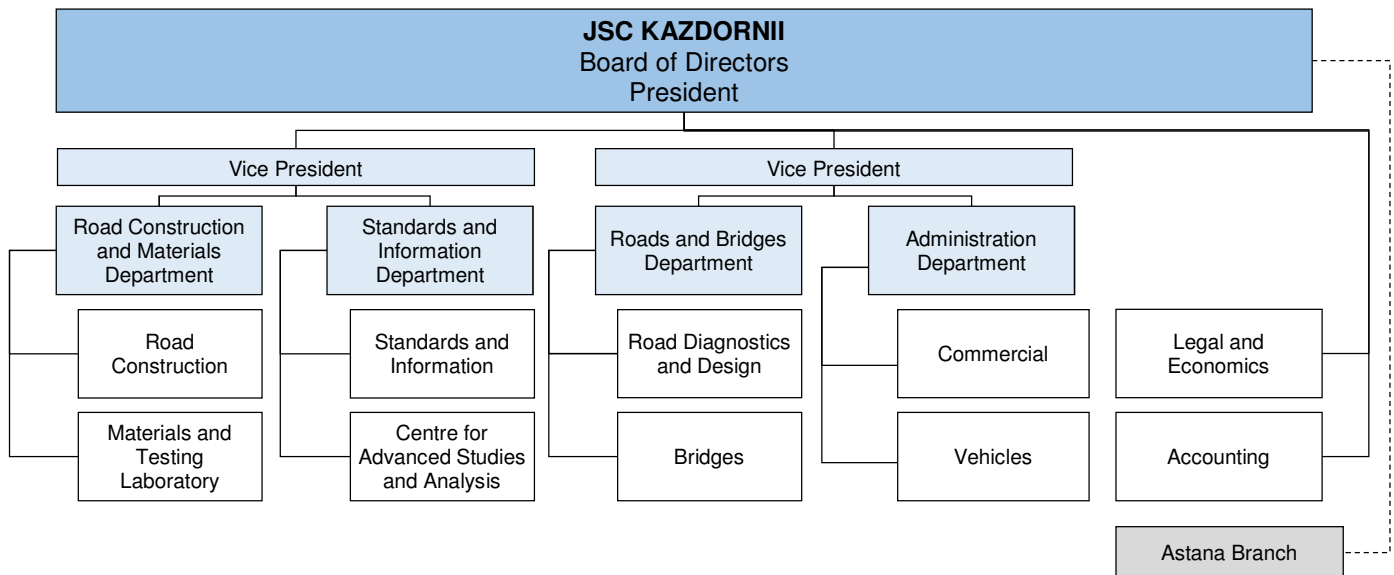 JSC KAZDORNII
Board of Directors
President
Vice President
Vice President
Road Construction
and Materials
Department
Standards and
Information
Department
Roads and Bridges
Department
Administration
Department
Road
Construction
Standards and
Information
Road Diagnostics
and Design
Commercial
Legal and
Economics
Materials and
Testing
Laboratory
Centre for
Advanced Studies
and Analysis
Bridges
Vehicles
Accounting
Astana Branch